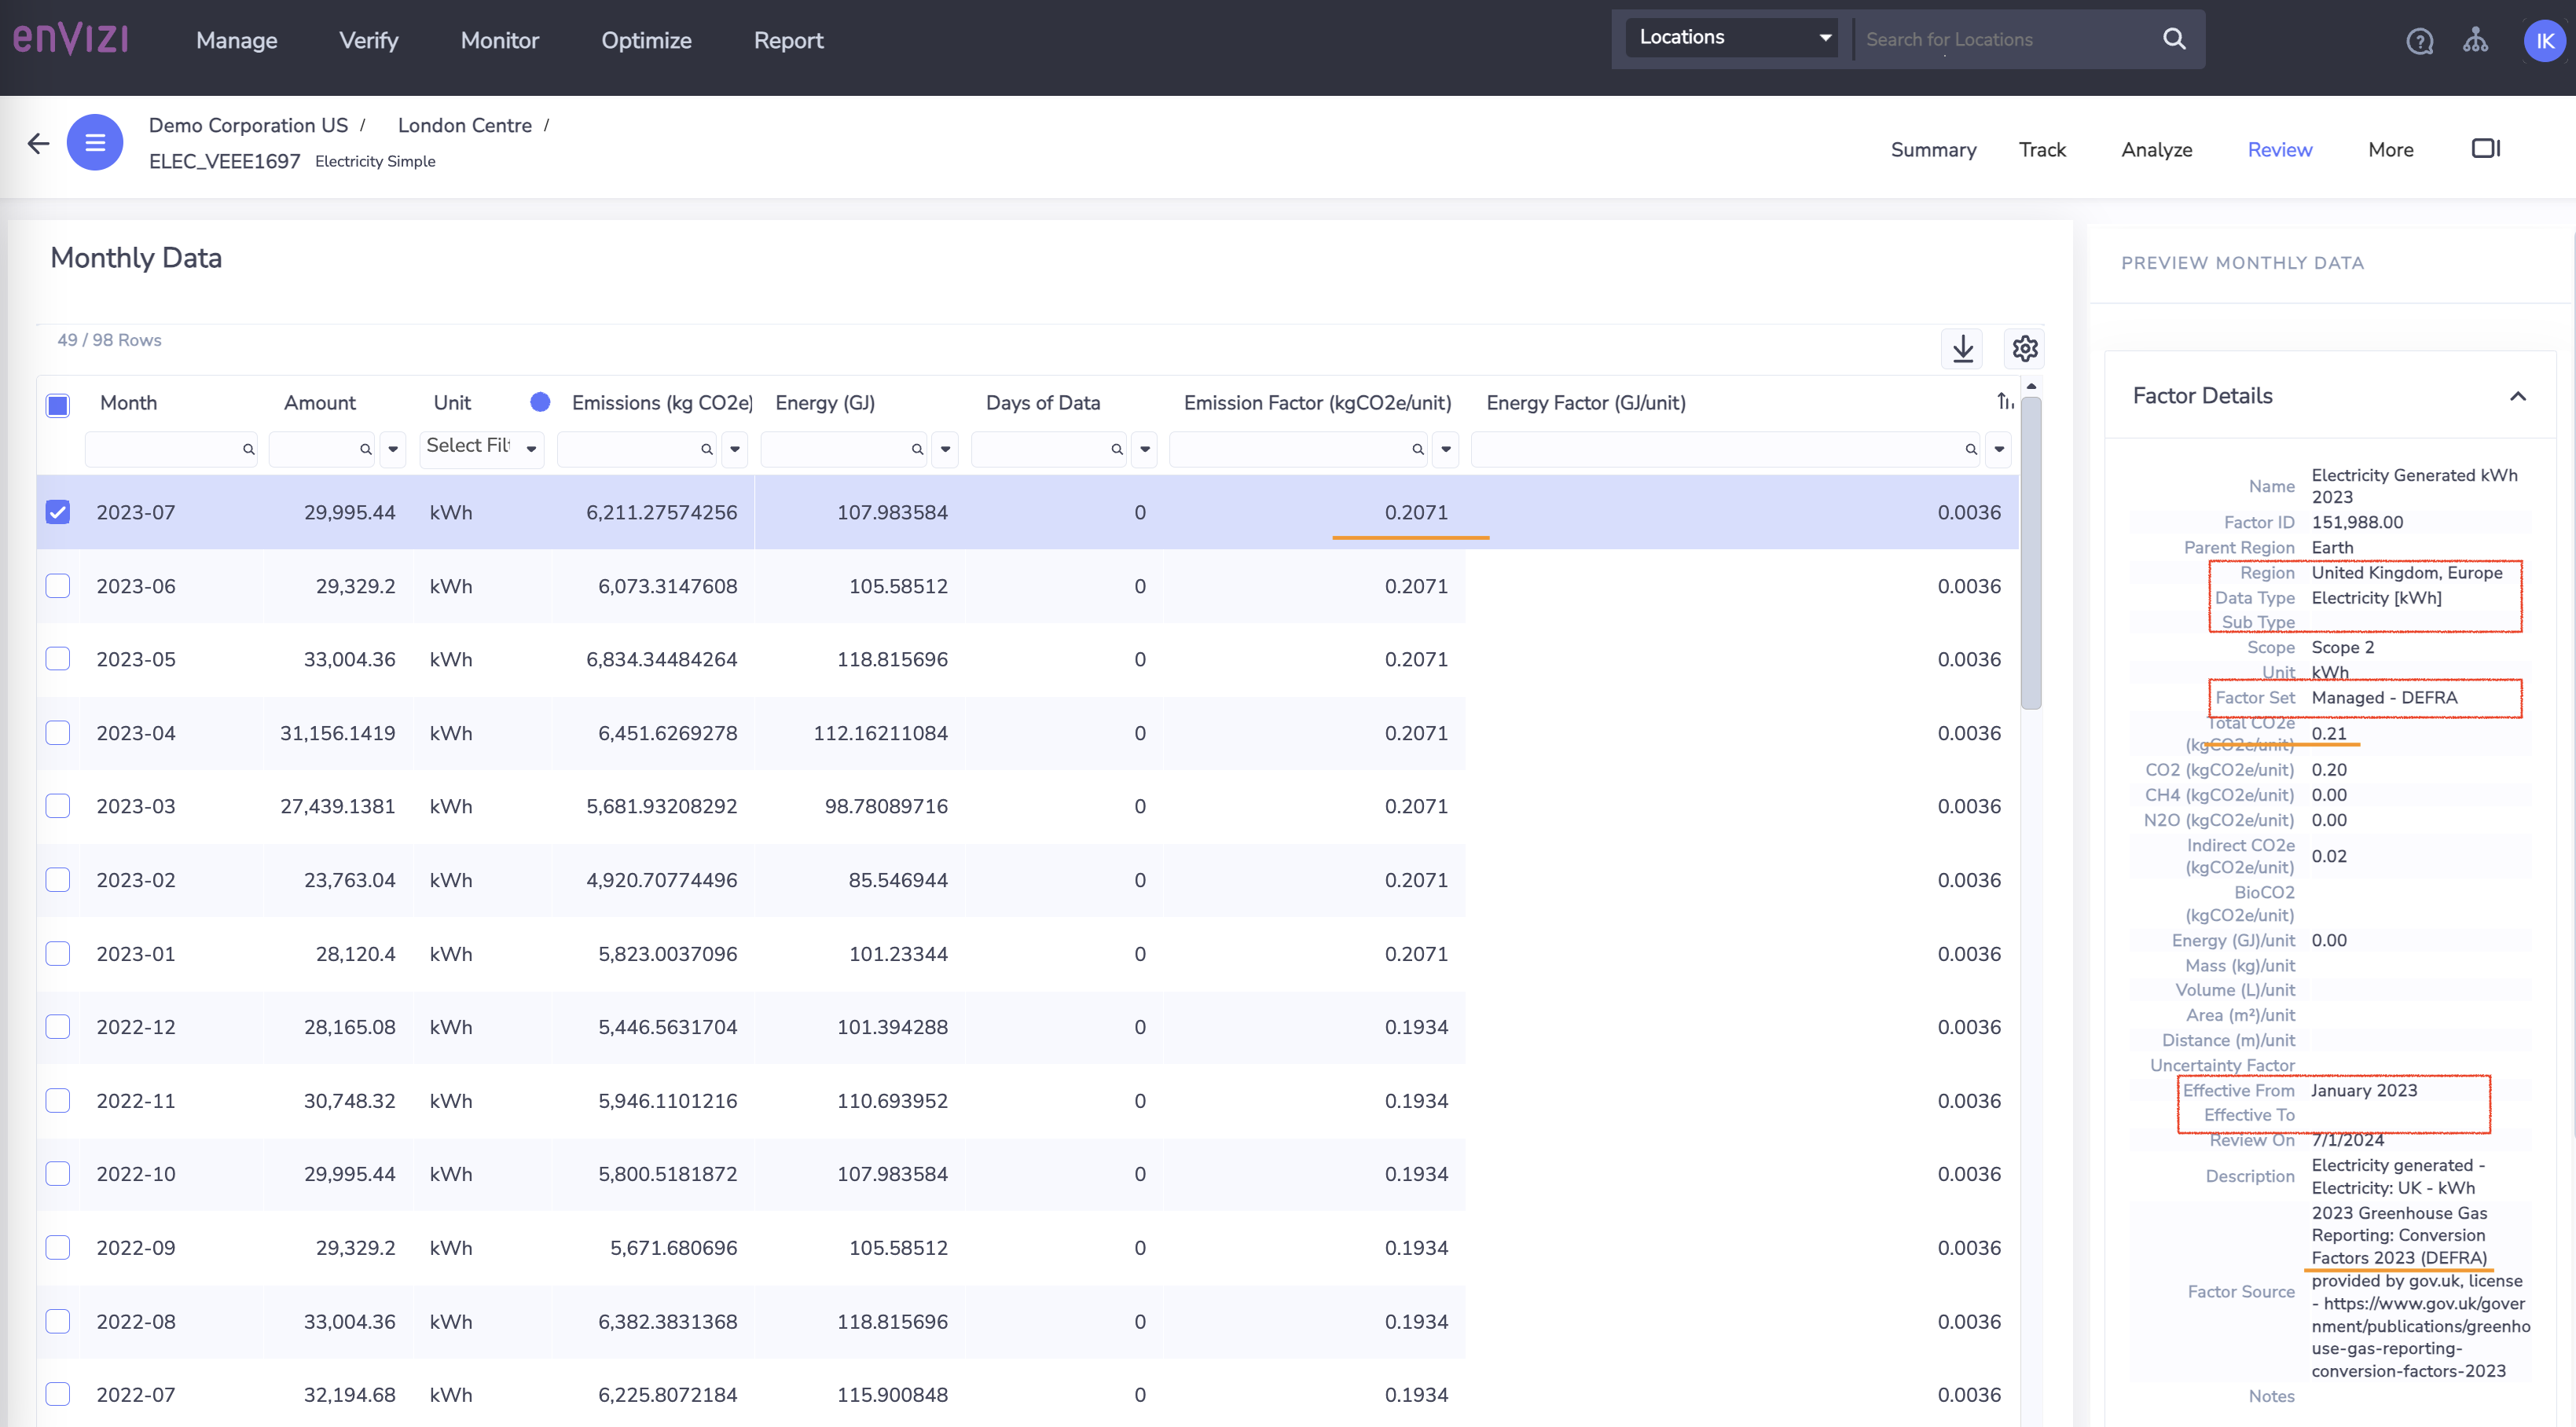 enVIZI Manage Verify Monitor Optimize Report Locations Search for Locations IK
Demo Corporation US / London Centre /
ELEC_VEEE1697 Electricity Simple
Summary Track Analyze Review More
Monthly Data
49 / 98 Rows
Month Amount Unit Emissions (kg CO2e) Energy (GJ) Days of Data Emission Factor (kgCO2e/unit) Energy Factor (GJ/unit)
Select Filt
2023-07 29,995.44 kWh 6,211.27574256 107.983584 0 0.2071 0.0036
2023-06 29,329.2 kWh 6,073.3147608 105.58512 0 0.2071 0.0036
2023-05 33,004.36 kWh 6,834.34484264 118.815696 0 0.2071 0.0036
2023-04 31,156.1419 kWh 6,451.6269278 112.16211084 0 0.2071 0.0036
2023-03 27,439.1381 kWh 5,681.93208292 98.78089716 0 0.2071 0.0036
2023-02 23,763.04 kWh 4,920.70774496 85.546944 0 0.2071 0.0036
2023-01 28,120.4 kWh 5,823.0037096 101.23344 0 0.2071 0.0036
2022-12 28,165.08 kWh 5,446.5631704 101.394288 0 0.1934 0.0036
2022-11 30,748.32 kWh 5,946.1101216 110.693952 0 0.1934 0.0036
2022-10 29,995.44 kWh 5,800.5181872 107.983584 0 0.1934 0.0036
2022-09 29,329.2 kWh 5,671.680696 105.58512 0 0.1934 0.0036
2022-08 33,004.36 kWh 6,382.3831368 118.815696 0 0.1934 0.0036
2022-07 32,194.68 kWh 6,225.8072184 115.900848 0 0.1934 0.0036
PREVIEW MONTHLY DATA
Factor Details
Name Electricity Generated kWh
2023
Factor ID 151,988.00
Parent Region Earth
Region United Kingdom, Europe
Data Type Electricity [kWh]
Sub Type
Scope Scope 2
Unit kWh
Factor Set Managed - DEFRA
Total CO2e
(kgCO2e/unit) 0.21
CO2 (kgCO2e/unit) 0.20
CH4 (kgCO2e/unit) 0.00
N2O (kgCO2e/unit) 0.00
Indirect CO2e
(kgCO2e/unit) 0.02
BioCO2
(kgCO2e/unit)
Energy (GJ)/unit 0.00
Mass (kg)/unit
Volume (L)/unit
Area (m²)/unit
Distance (m)/unit
Uncertainty Factor
Effective From January 2023
Effective To
Review On 7/1/2024
Description Electricity generated -
Electricity: UK - kWh
Factor Source 2023 Greenhouse Gas
Reporting: Conversion
Factors 2023 (DEFRA)
provided by gov.uk, license
- https://www.gov.uk/gover
nment/publications/greenho
use-gas-reporting-
conversion-factors-2023
Notes